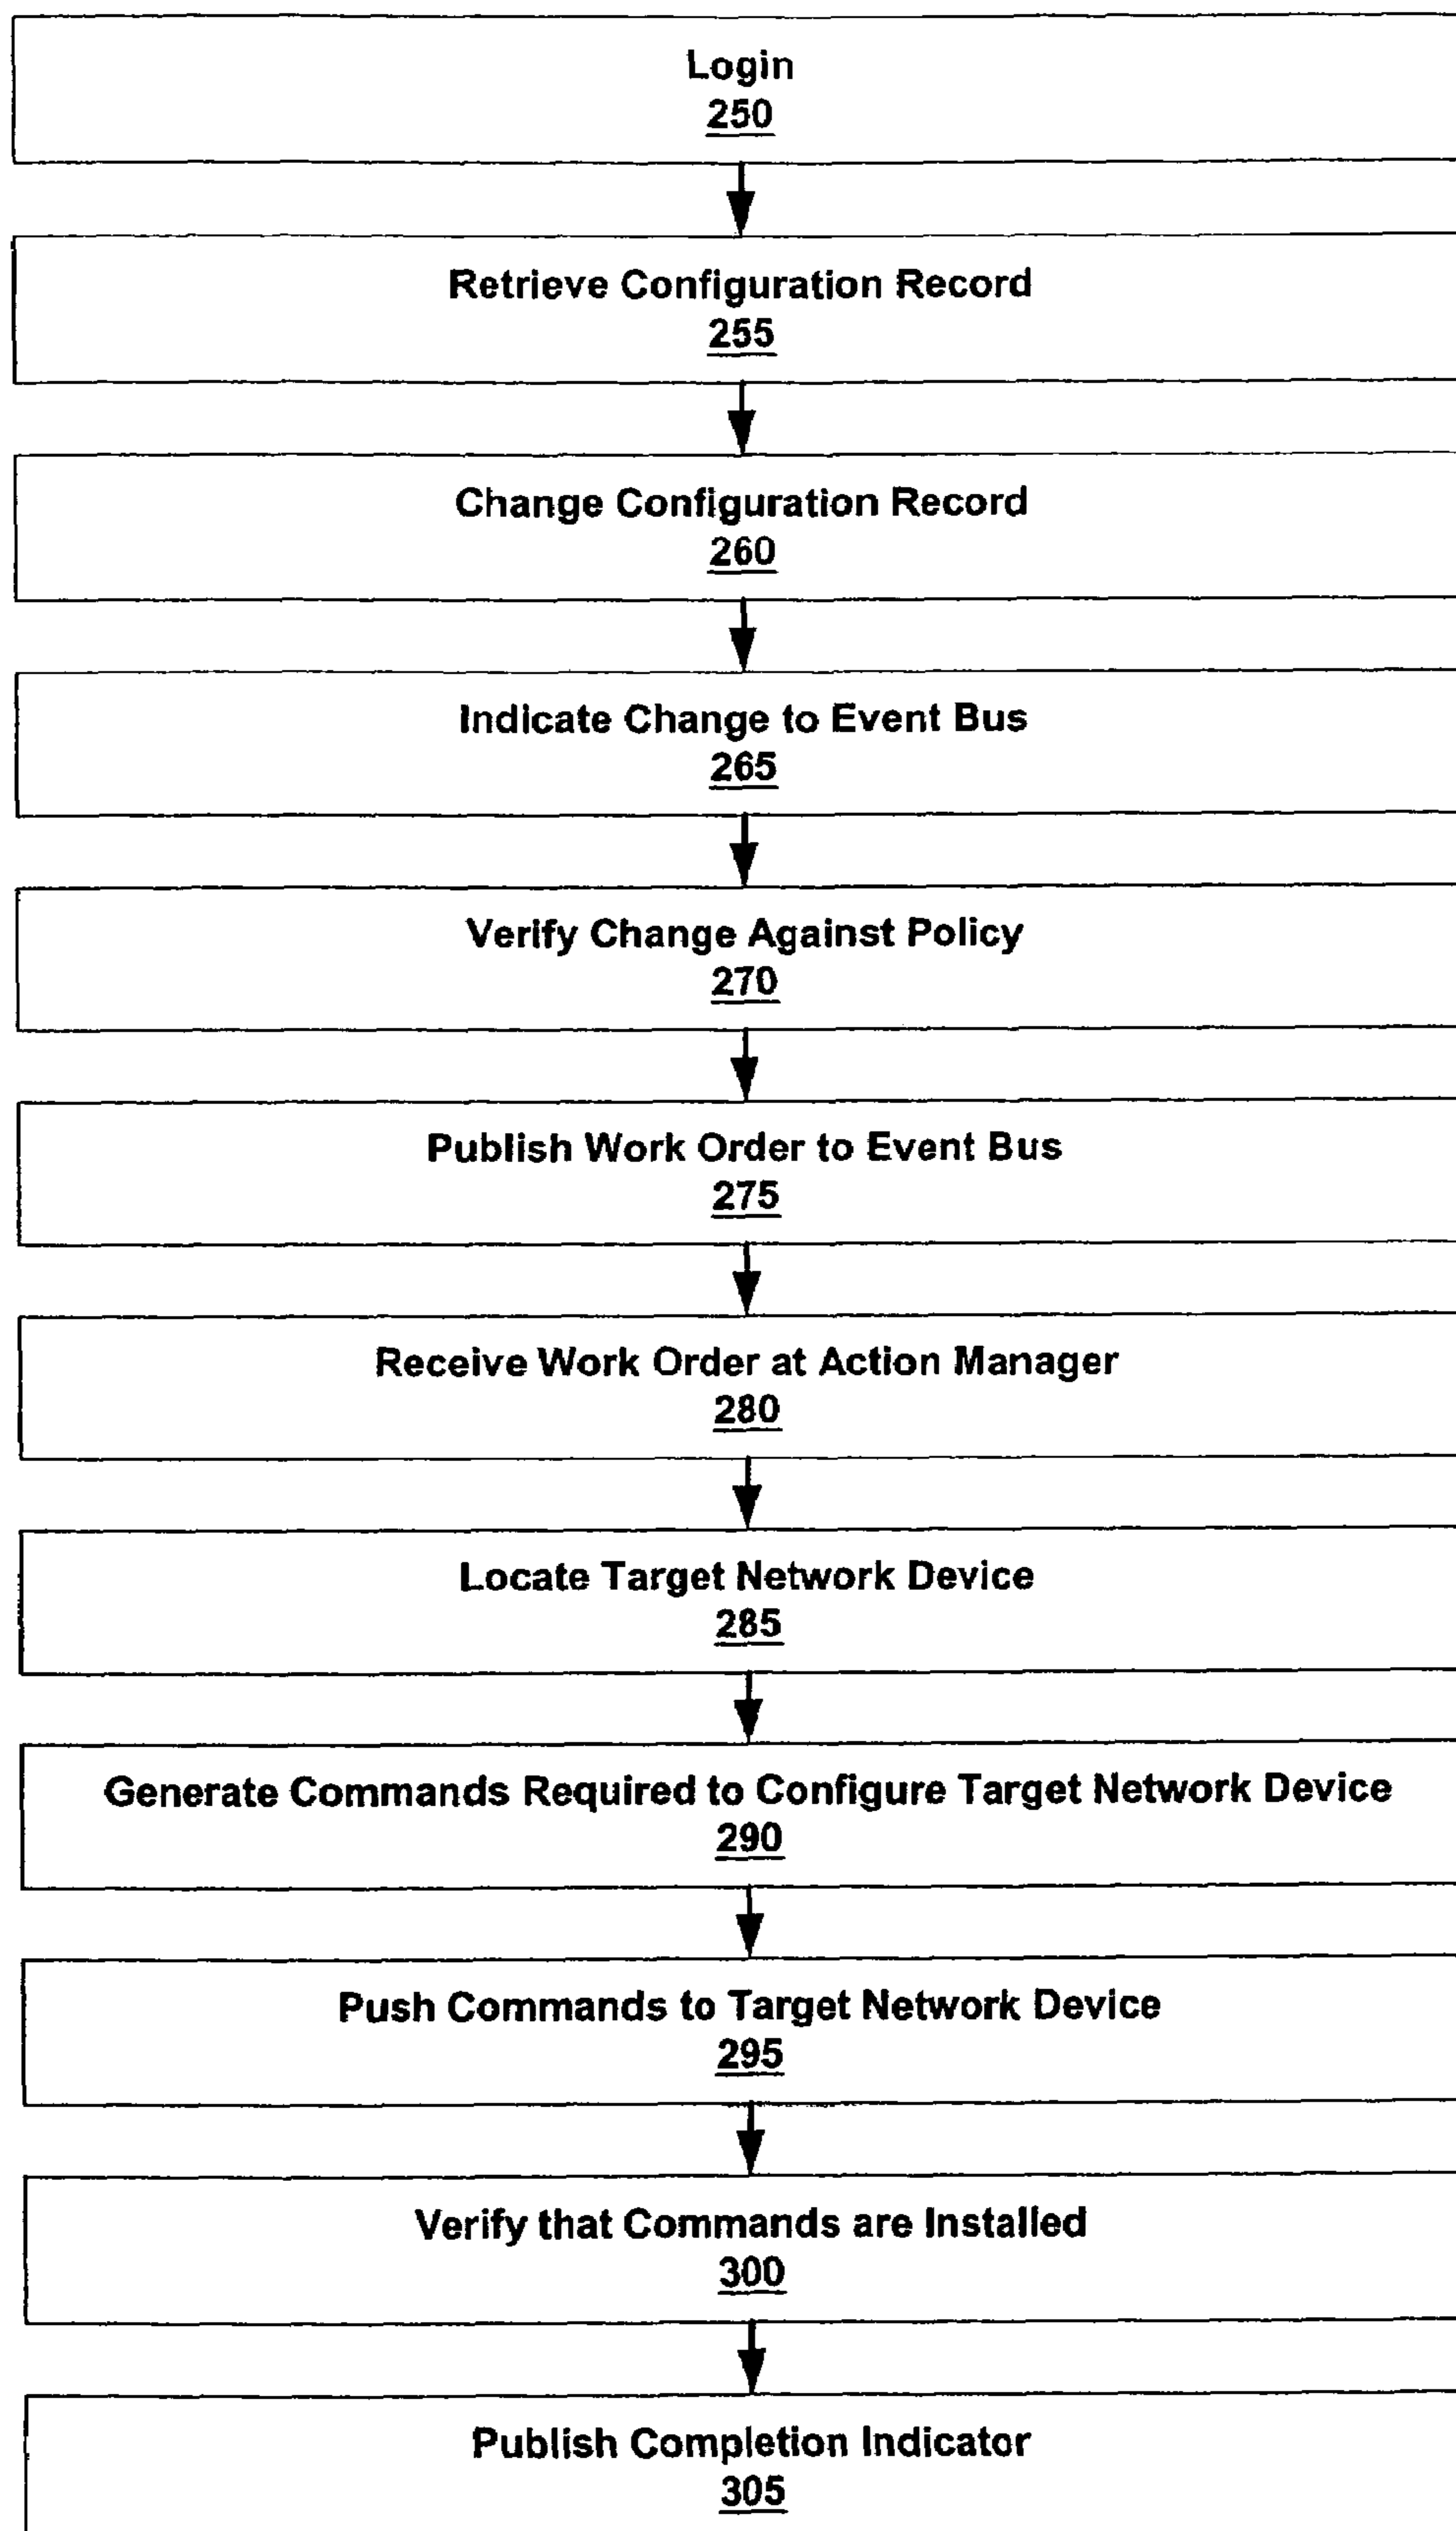 Login
250
Retrieve Configuration Record
255
Change Configuration Record
260
Indicate Change to Event Bus
265
Verify Change Against Policy
270
Publish Work Order to Event Bus
275
Receive Work Order at Action Manager
280
Locate Target Network Device
285
Generate Commands Required to Configure Target Network Device
290
Push Commands to Target Network Device
295
Verify that Commands are Installed
300
Publish Completion Indicator
305